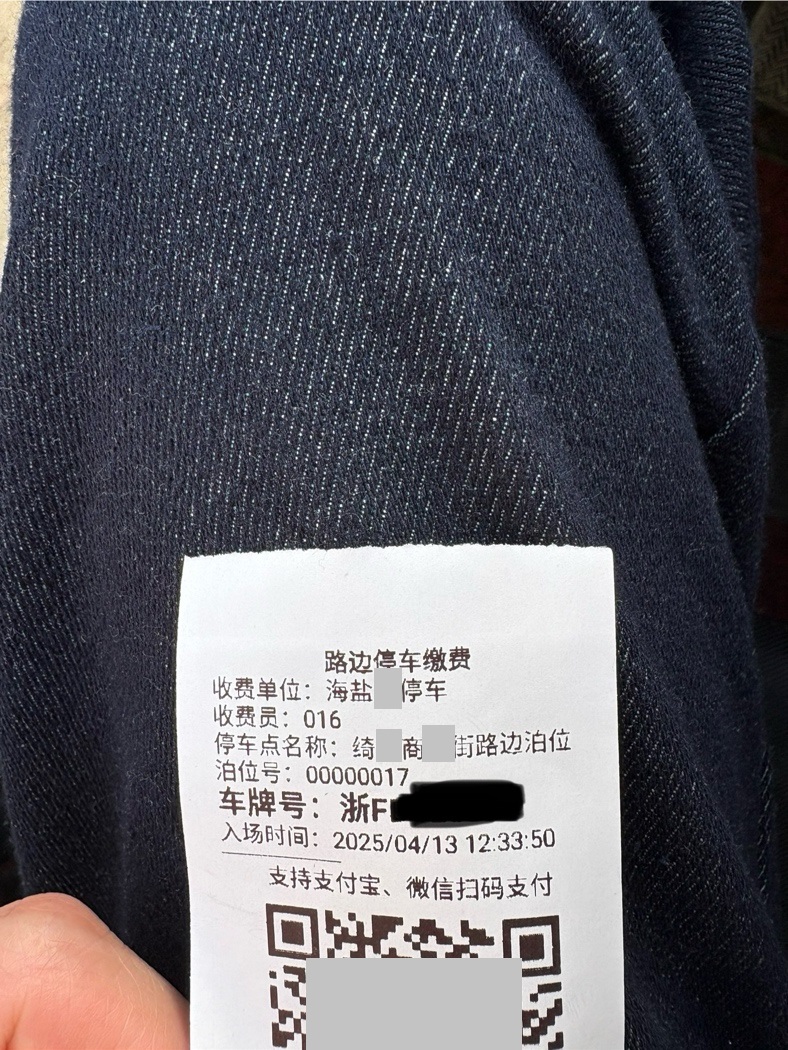 路边停车缴费
收费单位：海盐 停车
收费员：016
停车点名称：绮 商 街路边泊位
泊位号：00000017
车牌号：浙F
入场时间：2025/04/13 12:33:50
支持支付宝、微信扫码支付